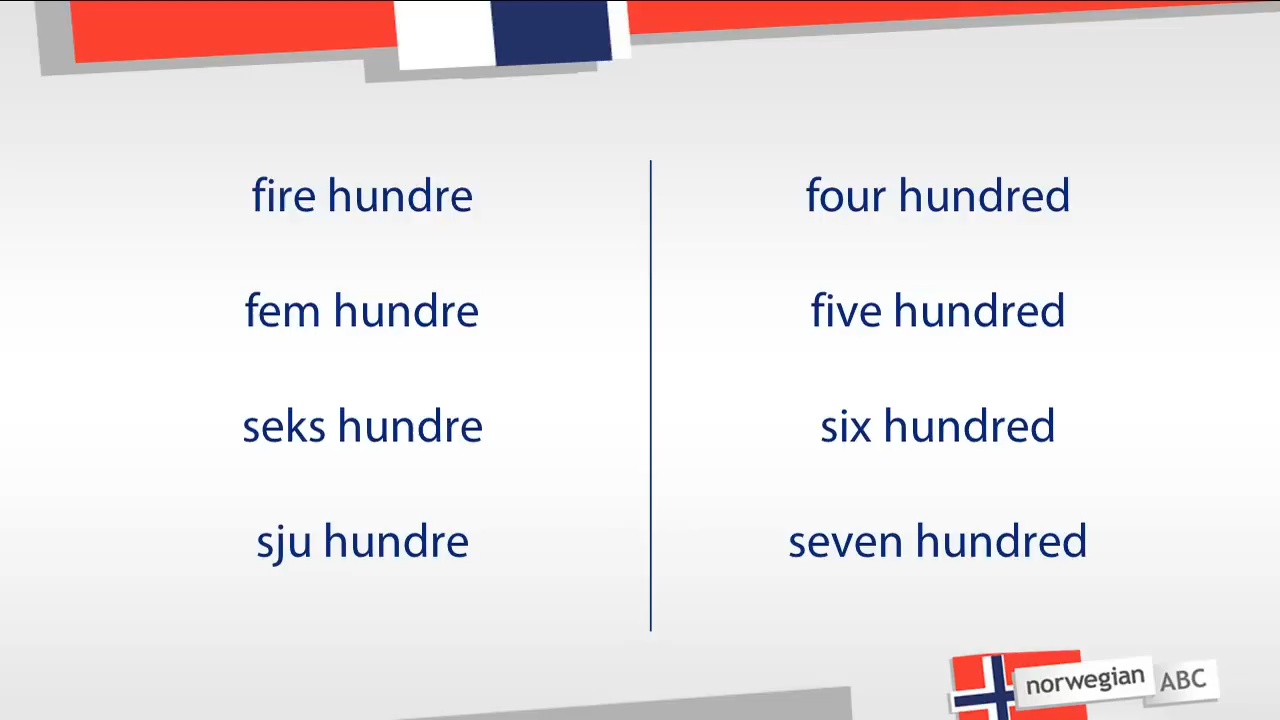 fire hundre
four hundred
fem hundre
five hundred
seks hundre
six hundred
sju hundre
seven hundred
norwegian ABC